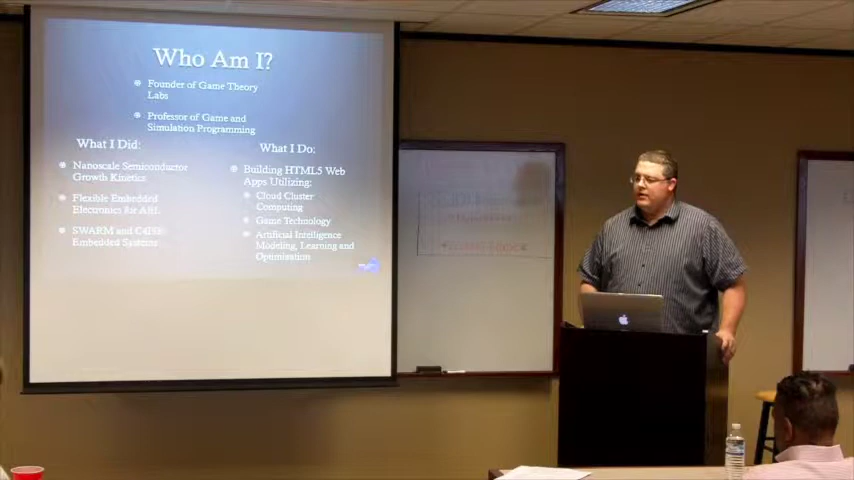 Who Am I?
Founder of Game Theory
Labs
Professor of Game and
Simulation Programming
What I Did:
Nanoscale Semiconductor
Growth Kinetics
Flexible Embedded
Electronics for
SWARM and
Embedded Systems
What I Do:
Building HTML5 Web
Apps Utilizing:
Cloud Cluster
Computing
Game Technology
Artificial Intelligence
Modeling, Learning and
Optimization